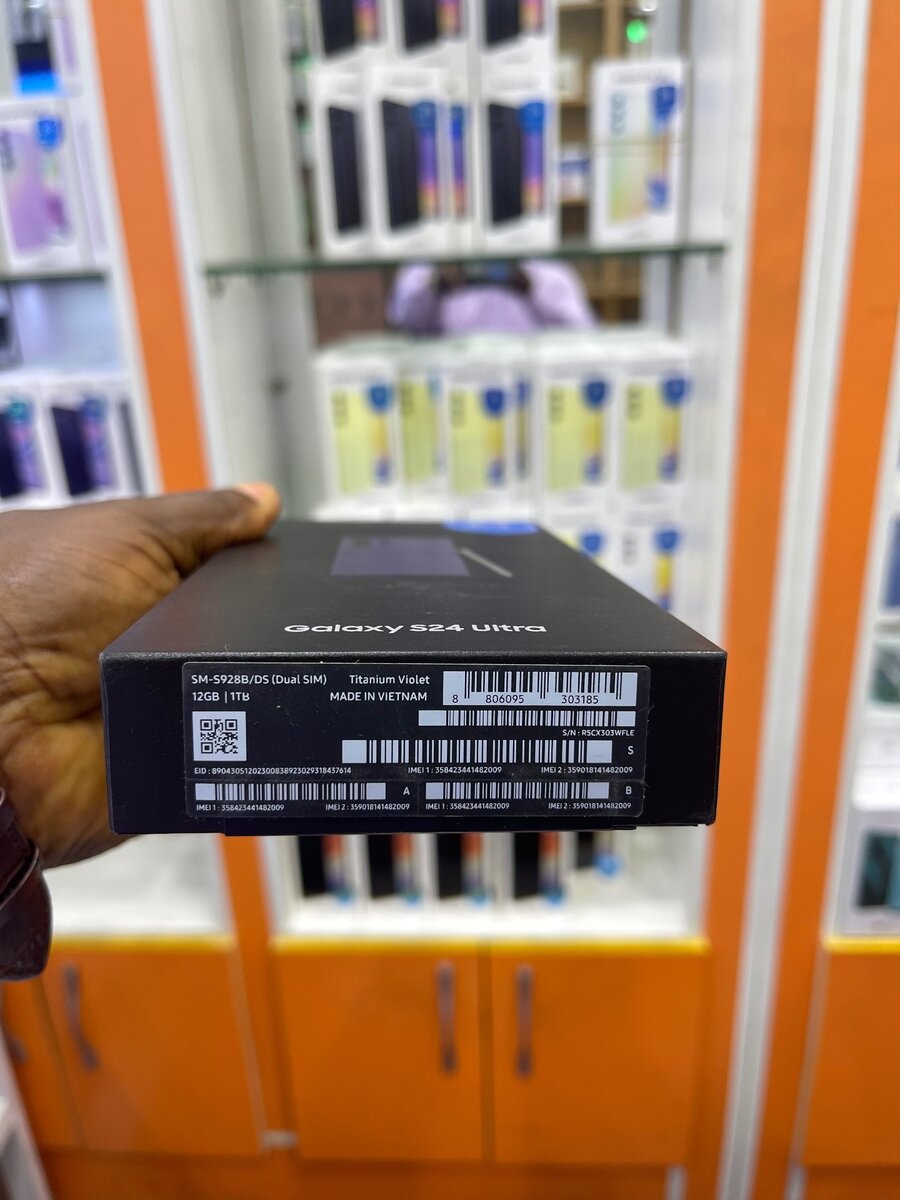 Galaxy S24 Ultra
SM-S928B/DS (Dual SIM) Titanium Violet
12GB | 1TB MADE IN VIETNAM
8 806095 303185
S/N : R5CX303WFLE
S
EID : 89043051202300838923029318437614 IMEI 1 : 358423441482009 IMEI 2 : 359018141482009
A B
IMEI 1 : 358423441482009 IMEI 2 : 359018141482009 IMEI 1 : 358423441482009 IMEI 2 : 359018141482009